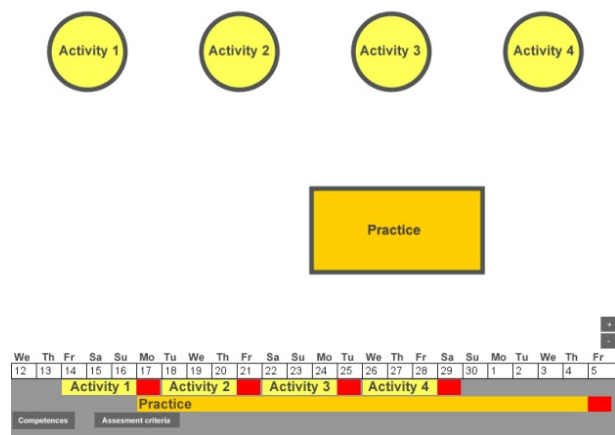 Activity 1 Activity 2 Activity 3 Activity 4
Practice
+
-
We Th Fr Sa Su Mo Tu We Th Fr Sa Su Mo Tu We Th Fr Sa Su Mo Tu We Th Fr
12 13 14 15 16 17 18 19 20 21 22 23 24 25 26 27 28 29 30 1 2 3 4 5
Activity 1 Activity 2 Activity 3 Activity 4
Practice
Competences Assesment criteria